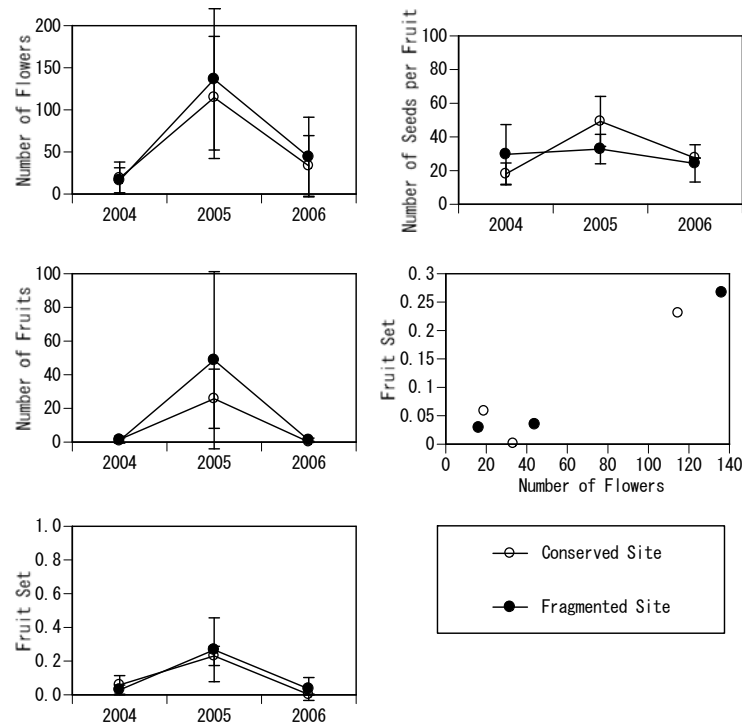 Number of Flowers
200
150
100
50
0
2004 2005 2006
Number of Seeds per Fruit
100
80
60
40
20
0
2004 2005 2006
Number of Fruits
100
80
60
40
20
0
2004 2005 2006
Fruit Set
0.3
0.25
0.2
0.15
0.1
0.05
0
0 20 40 60 80 100 120 140
Number of Flowers
Fruit Set
1.0
0.8
0.6
0.4
0.2
0.0
2004 2005 2006
Conserved Site
Fragmented Site